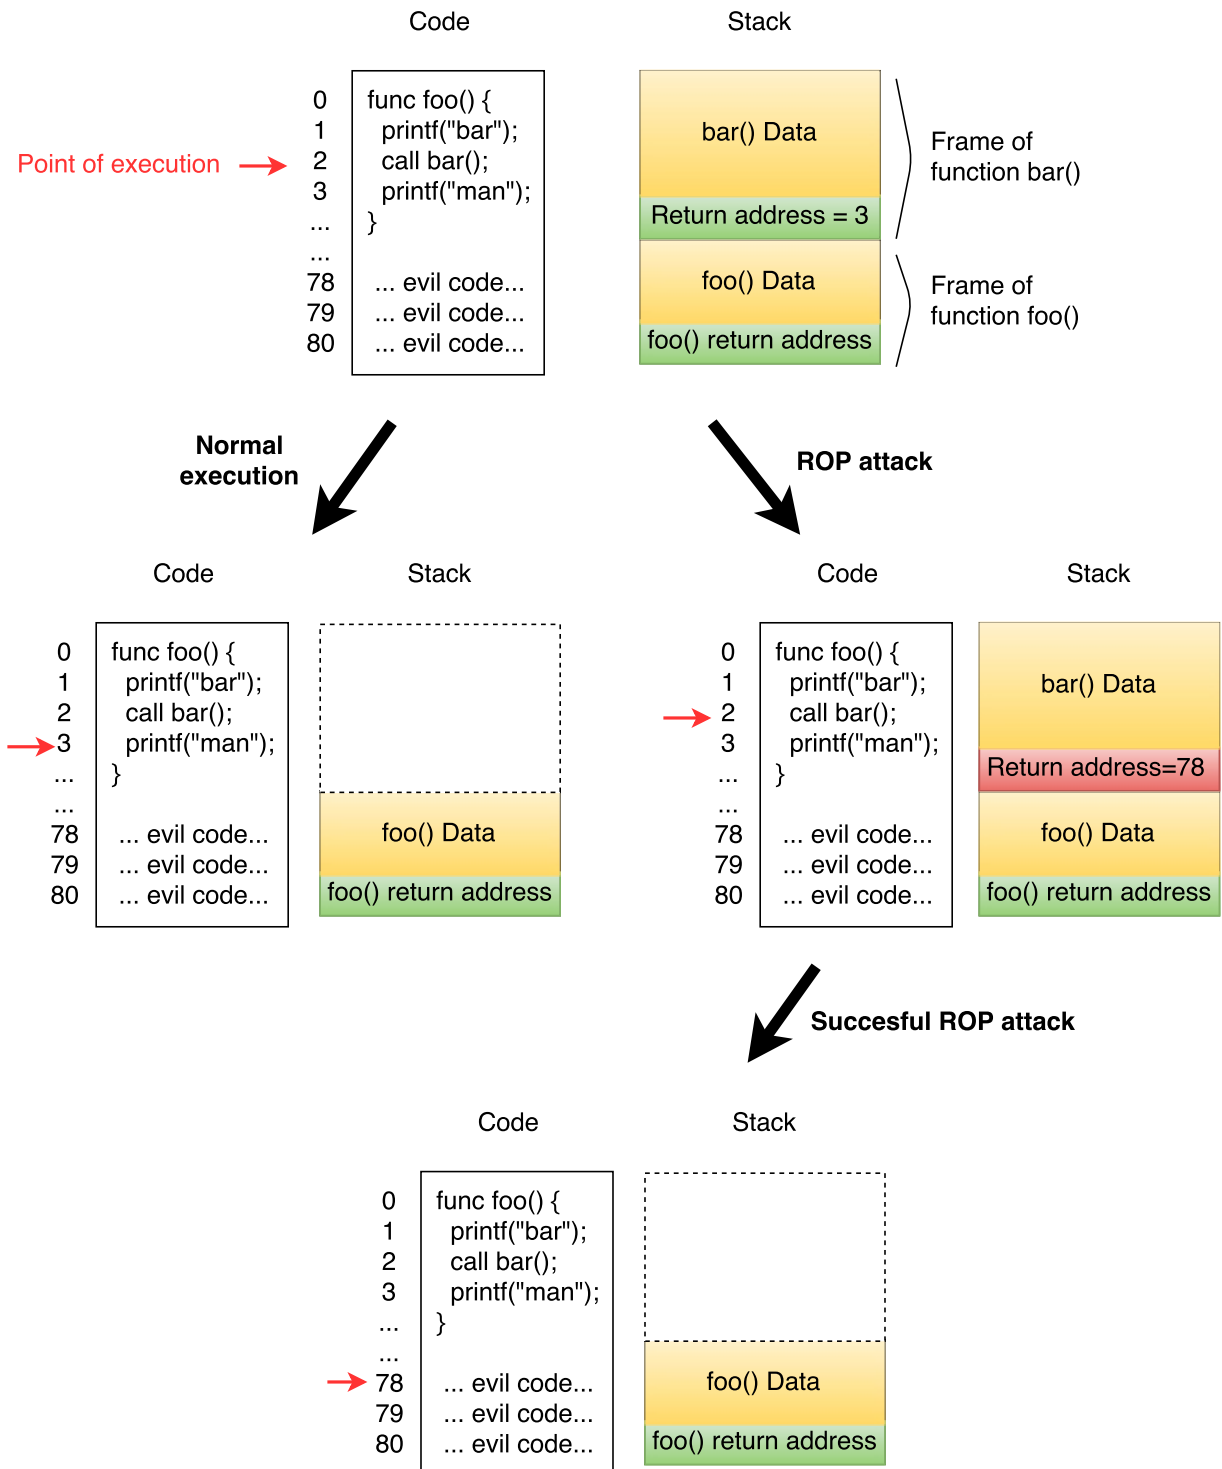 Code
Stack
0 func foo() {
1 printf("bar");
Point of execution 2 call bar();
3 printf("man");
... }
...
78 ... evil code...
79 ... evil code...
80 ... evil code...
bar() Data
Return address = 3
foo() Data
foo() return address
Frame of
function bar()
Frame of
function foo()
Normal
execution
ROP attack
Code
Stack
0 func foo() {
1 printf("bar");
2 call bar();
3 printf("man");
... }
...
78 ... evil code...
79 ... evil code...
80 ... evil code...
foo() Data
foo() return address
Code
Stack
0 func foo() {
1 printf("bar");
2 call bar();
3 printf("man");
... }
...
78 ... evil code...
79 ... evil code...
80 ... evil code...
bar() Data
Return address=78
foo() Data
foo() return address
Succesful ROP attack
Code
Stack
0 func foo() {
1 printf("bar");
2 call bar();
3 printf("man");
... }
...
78 ... evil code...
79 ... evil code...
80 ... evil code...
foo() Data
foo() return address